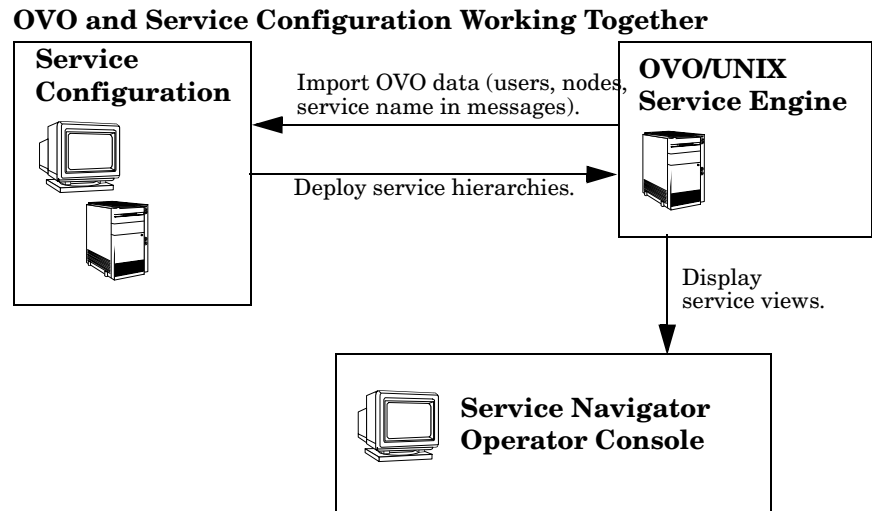 OVO and Service Configuration Working Together
Service
Configuration
Import OVO data (users, nodes,
service name in messages).
OVO/UNIX
Service Engine
Deploy service hierarchies.
Display
service views.
Service Navigator
Operator Console